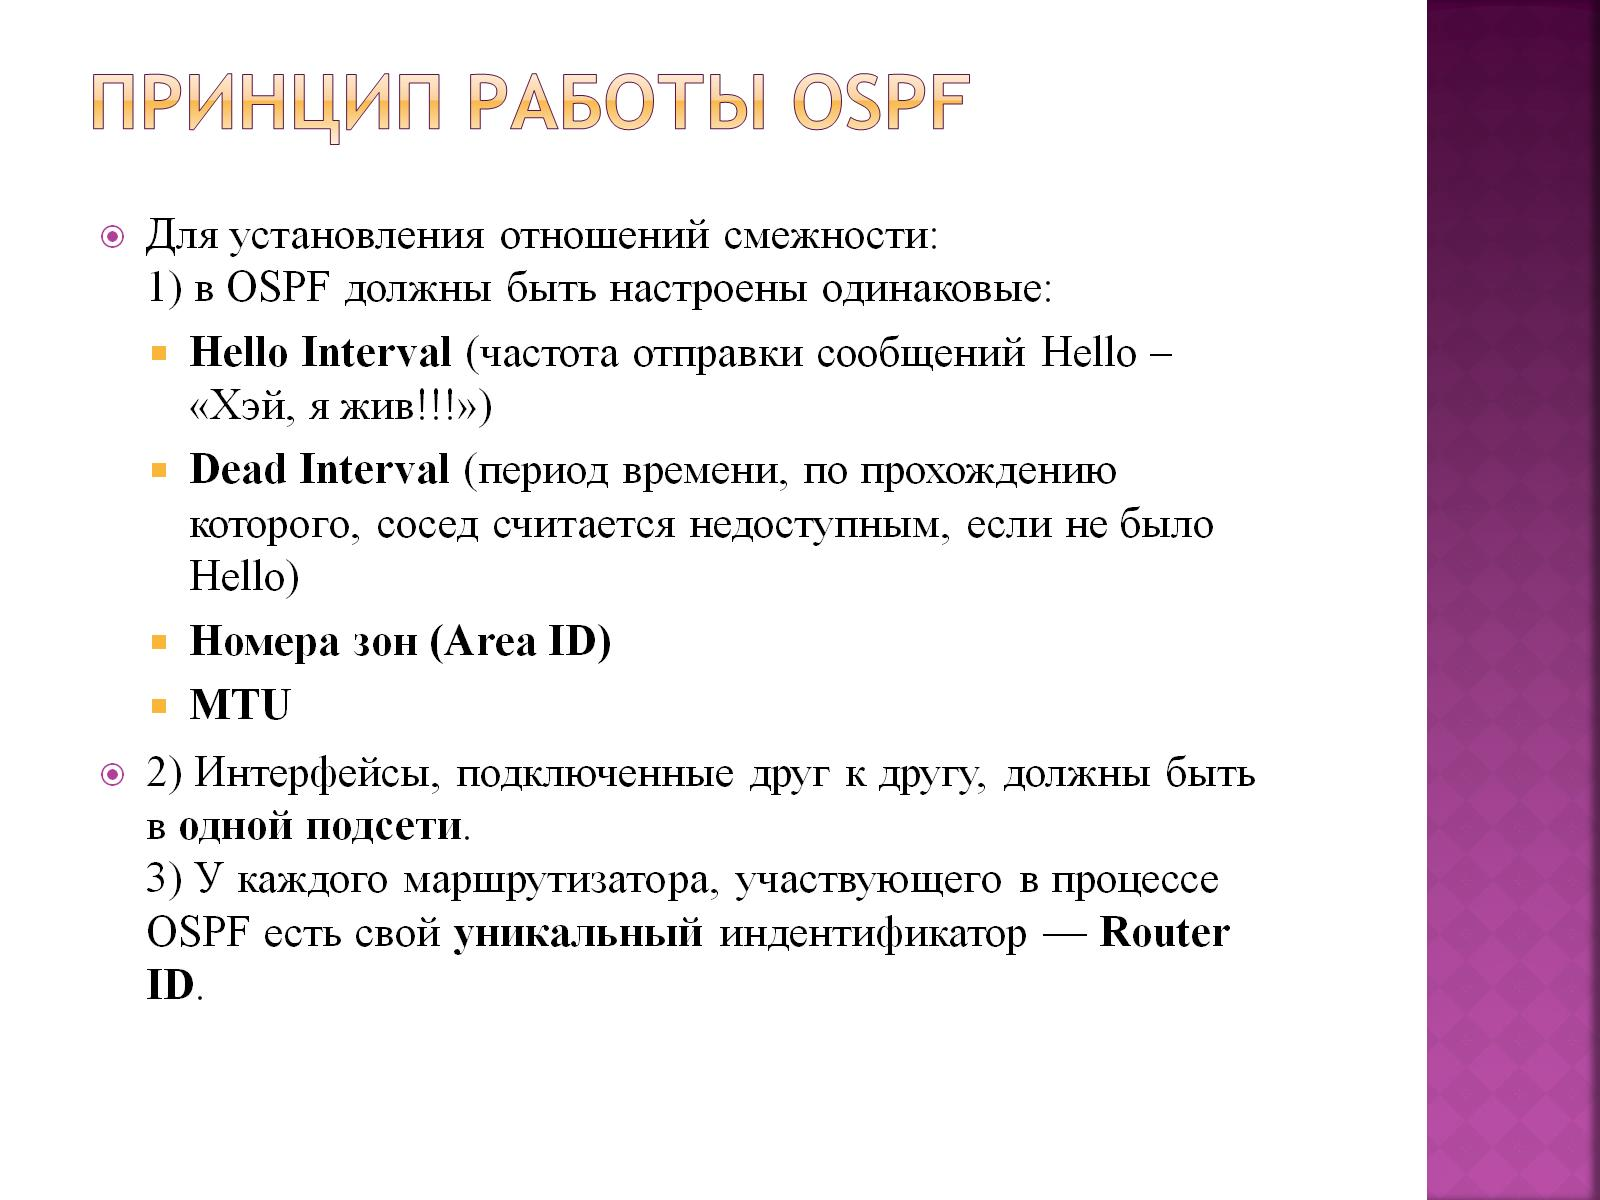 ПРИНЦИП РАБОТЫ OSPF
Для установления отношений смежности:
1) в OSPF должны быть настроены одинаковые:
Hello Interval (частота отправки сообщений Hello –
«Хэй, я жив!!!»)
Dead Interval (период времени, по прохождению
которого, сосед считается недоступным, если не было
Hello)
Номера зон (Area ID)
MTU
2) Интерфейсы, подключенные друг к другу, должны быть
в одной подсети.
3) У каждого маршрутизатора, участвующего в процессе
OSPF есть свой уникальный индентификатор — Router
ID.